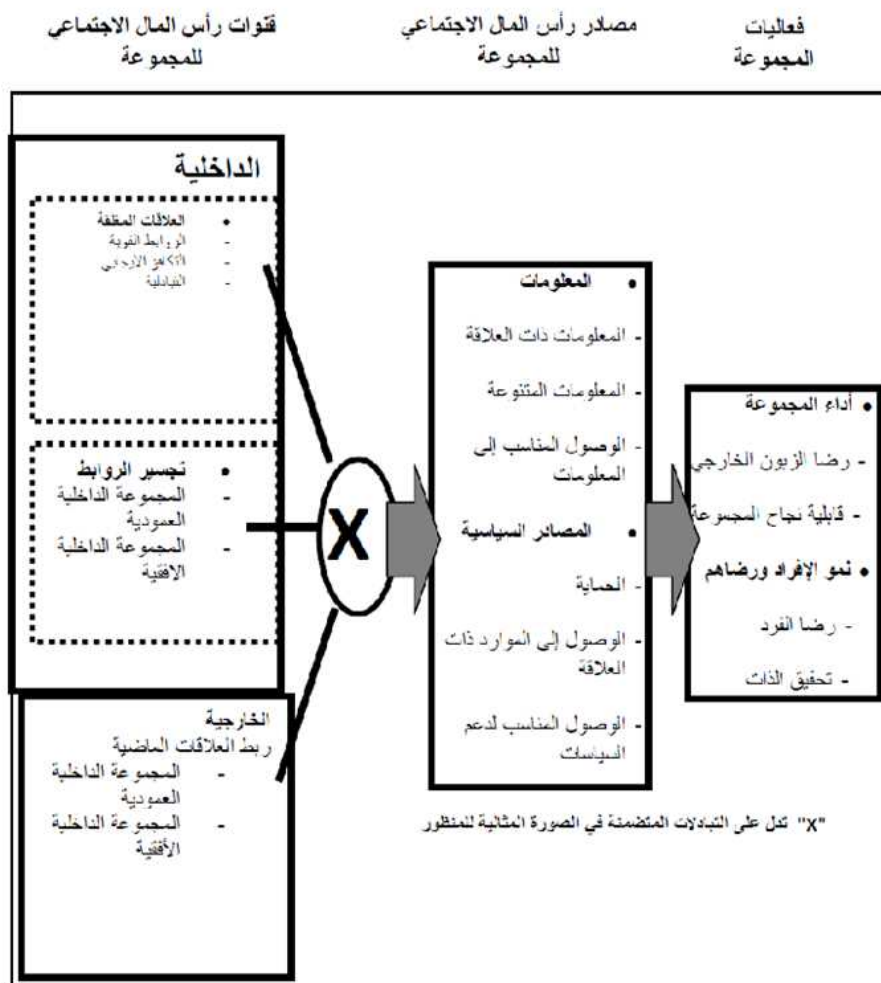 قنوات رأس المال الاجتماعي
للمجموعة
مصادر رأس المال الاجتماعي
للمجموعة
فعاليات
المجموعة
الداخلية
• العلاقات المغلقة
- الروابط القوية
- التكافؤ الايجابي
- التبادلية
• تجسير الروابط
- المجموعة الداخلية
العمودية
- المجموعة الداخلية
الافقية
الخارجية
ربط العلاقات الماضية
- المجموعة الداخلية
العمودية
- المجموعة الداخلية
الأفقية
X
• المعلومات
- المعلومات ذات العلاقة
- المعلومات المتنوعة
- الوصول المناسب إلى
المعلومات
• المصادر السياسية
- الحماية
- الوصول إلى الموارد ذات
العلاقة
- الوصول المناسب لدعم
السياسات
• أداء المجموعة
- رضا الزبون الخارجي
- قابلية نجاح المجموعة
• نمو الإفراد ورضاهم
- رضا الفرد
- تحقيق الذات
"X" تدل على التبادلات المتضمنة في الصورة المثالية للمنظور